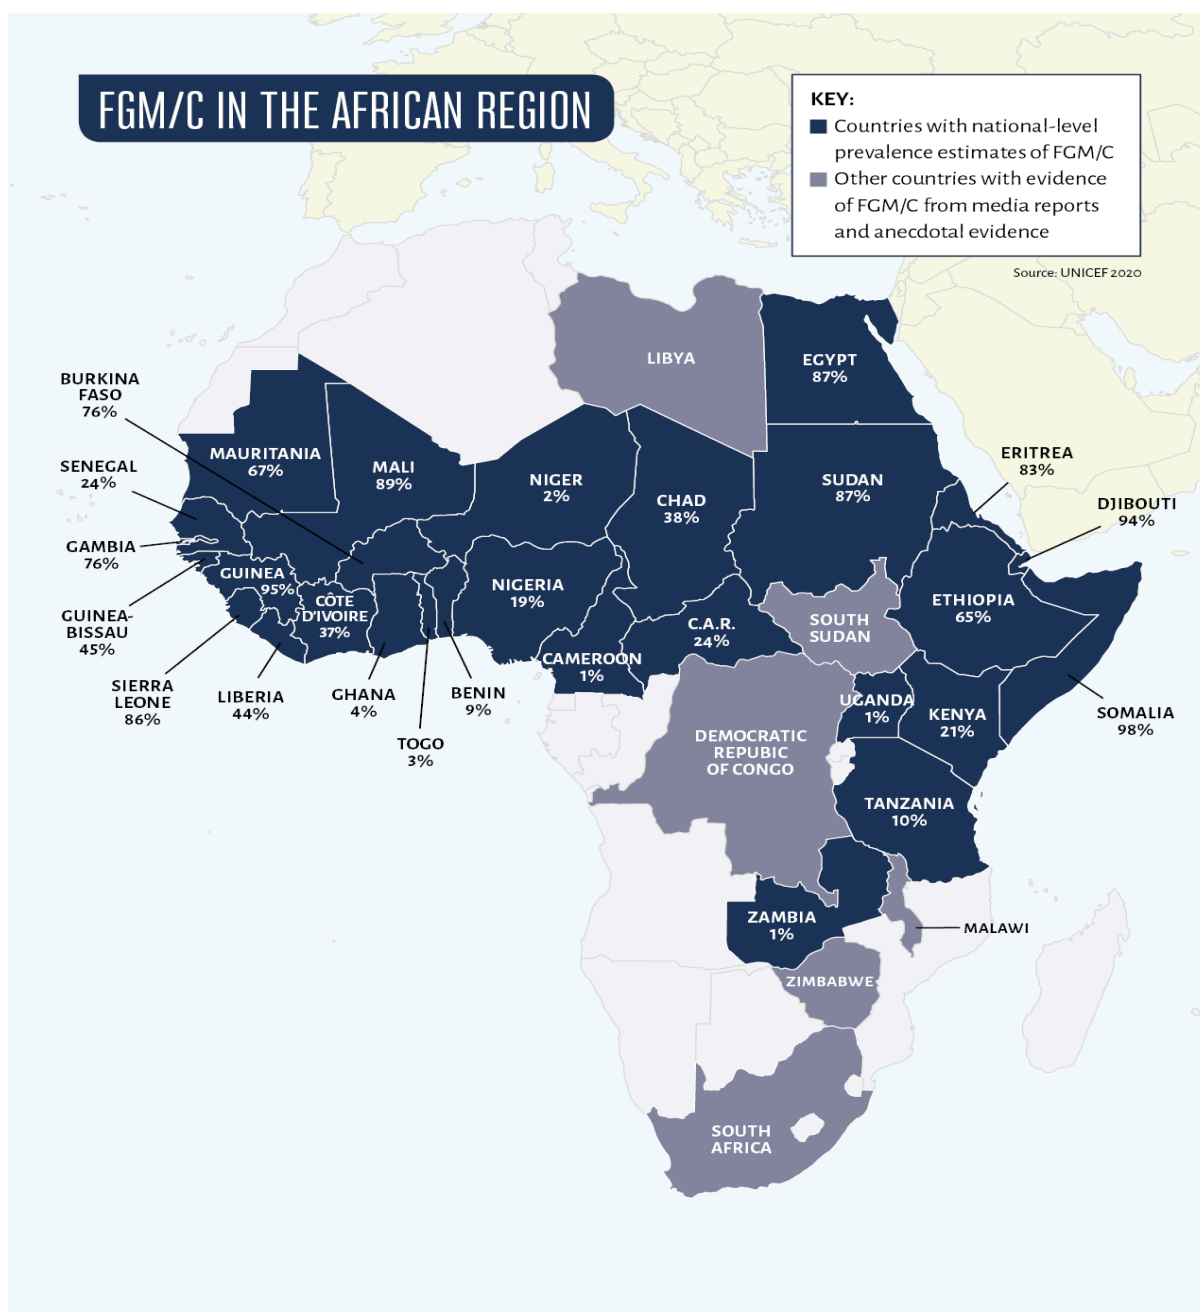 FGM/C IN THE AFRICAN REGION
KEY:
Countries with national-level
prevalence estimates of FGM/C
Other countries with evidence
of FGM/C from media reports
and anecdotal evidence
Source: UNICEF 2020
LIBYA
EGYPT
87%
BURKINA
FASO
76%
MAURITANIA
67%
MALI
89%
NIGER
2%
CHAD
38%
SUDAN
87%
ERITREA
83%
DJIBOUTI
94%
SENEGAL
24%
GAMBIA
76%
GUINEA
95%
CÔTE
D'IVOIRE
37%
NIGERIA
19%
C.A.R.
24%
SOUTH
SUDAN
ETHIOPIA
65%
GUINEA-
BISSAU
45%
SIERRA
LEONE
86%
LIBERIA
44%
GHANA
4%
TOGO
3%
BENIN
9%
CAMEROON
1%
UGANDA
1%
KENYA
21%
SOMALIA
98%
DEMOCRATIC
REPUBIC
OF CONGO
TANZANIA
10%
ZAMBIA
1%
MALAWI
ZIMBABWE
SOUTH
AFRICA